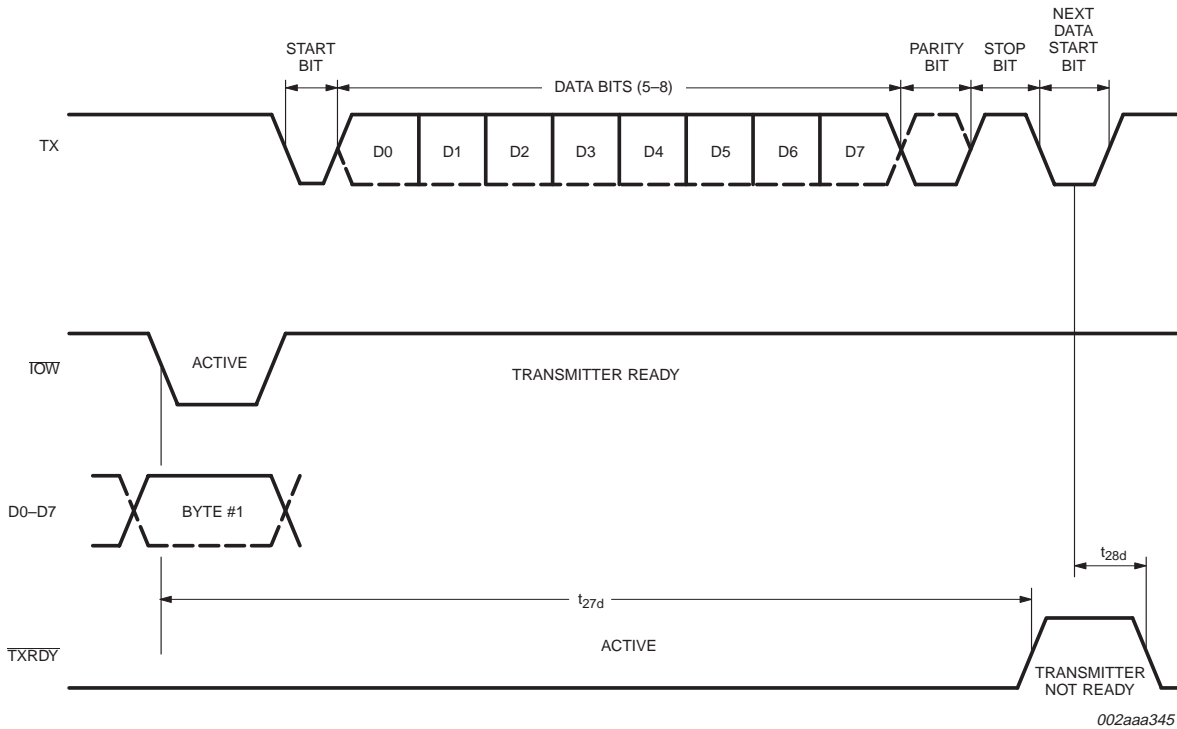 START
BIT
DATA BITS (5–8)
PARITY
BIT
STOP
BIT
NEXT
DATA
START
BIT
TX
D0 D1 D2 D3 D4 D5 D6 D7
IOW
ACTIVE
TRANSMITTER READY
D0–D7
BYTE #1
t28d
t27d
TXRDY
ACTIVE
TRANSMITTER
NOT READY
002aaa345